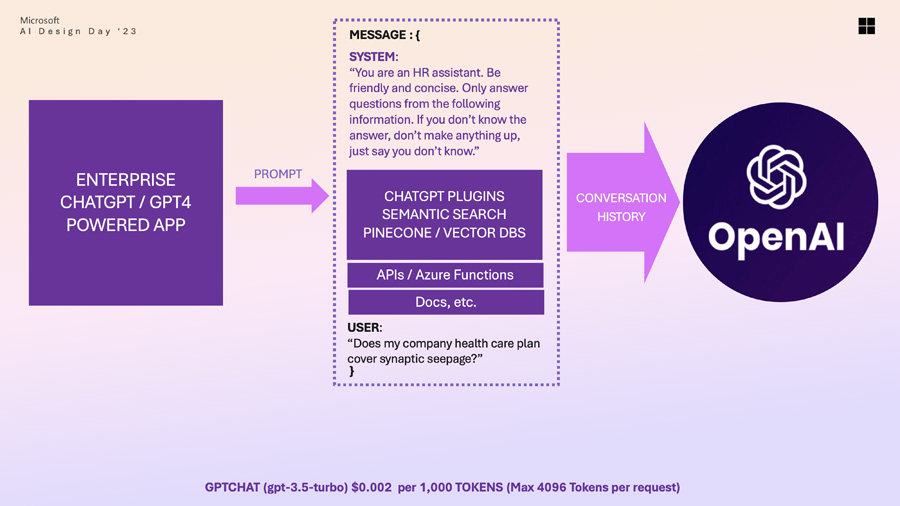 Microsoft
AI Design Day '23
MESSAGE : {
SYSTEM:
“You are an HR assistant. Be
friendly and concise. Only answer
questions from the following
information. If you don’t know the
answer, don’t make anything up,
just say you don’t know.”
ENTERPRISE
CHATGPT / GPT4
POWERED APP
PROMPT
CHATGPT PLUGINS
SEMANTIC SEARCH
PINECONE / VECTOR DBS
APIs / Azure Functions
Docs, etc.
USER:
“Does my company health care plan
cover synaptic seepage?”
}
CONVERSATION
HISTORY
OpenAI
GPTCHAT (gpt-3.5-turbo) $0.002 per 1,000 TOKENS (Max 4096 Tokens per request)